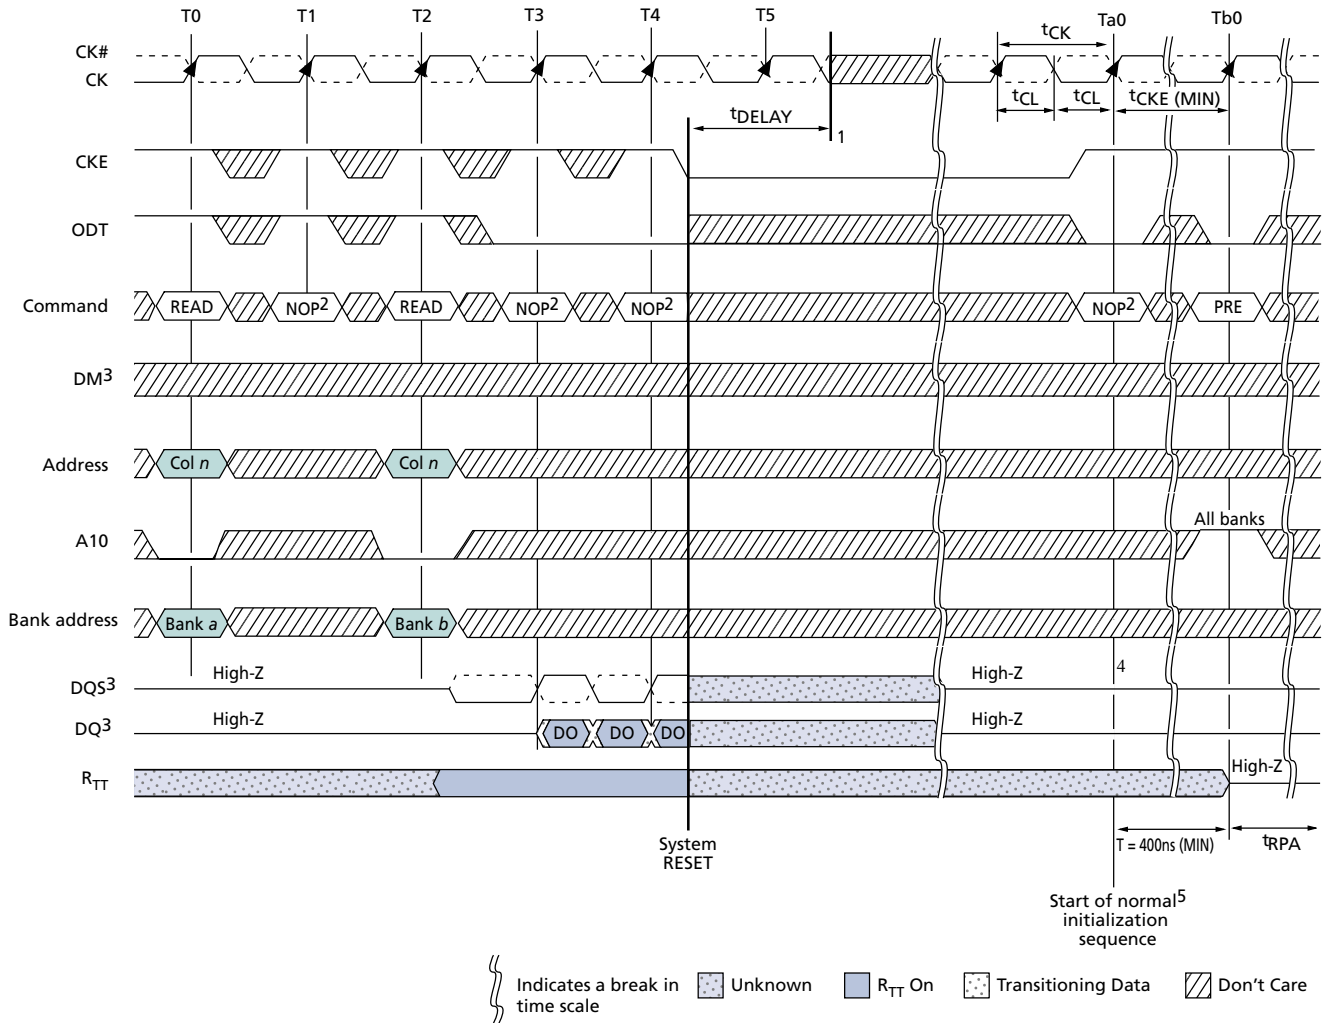 T0 T1 T2 T3 T4 T5 Ta0 Tb0
CK#
CK
tCK
tCL tCL tCKE (MIN)
tDELAY
1
CKE
ODT
Command READ NOP2 READ NOP2 NOP2 NOP2 PRE
DM3
Address Col n Col n
All banks
A10
Bank address Bank a Bank b
DQS3 High-Z High-Z 4
DQ3 High-Z DO DO DO High-Z
RTT High-Z
System
RESET
T = 400ns (MIN) tRPA
Start of normal5
initialization
sequence
Indicates a break in
time scale
Unknown RTT On Transitioning Data Don't Care